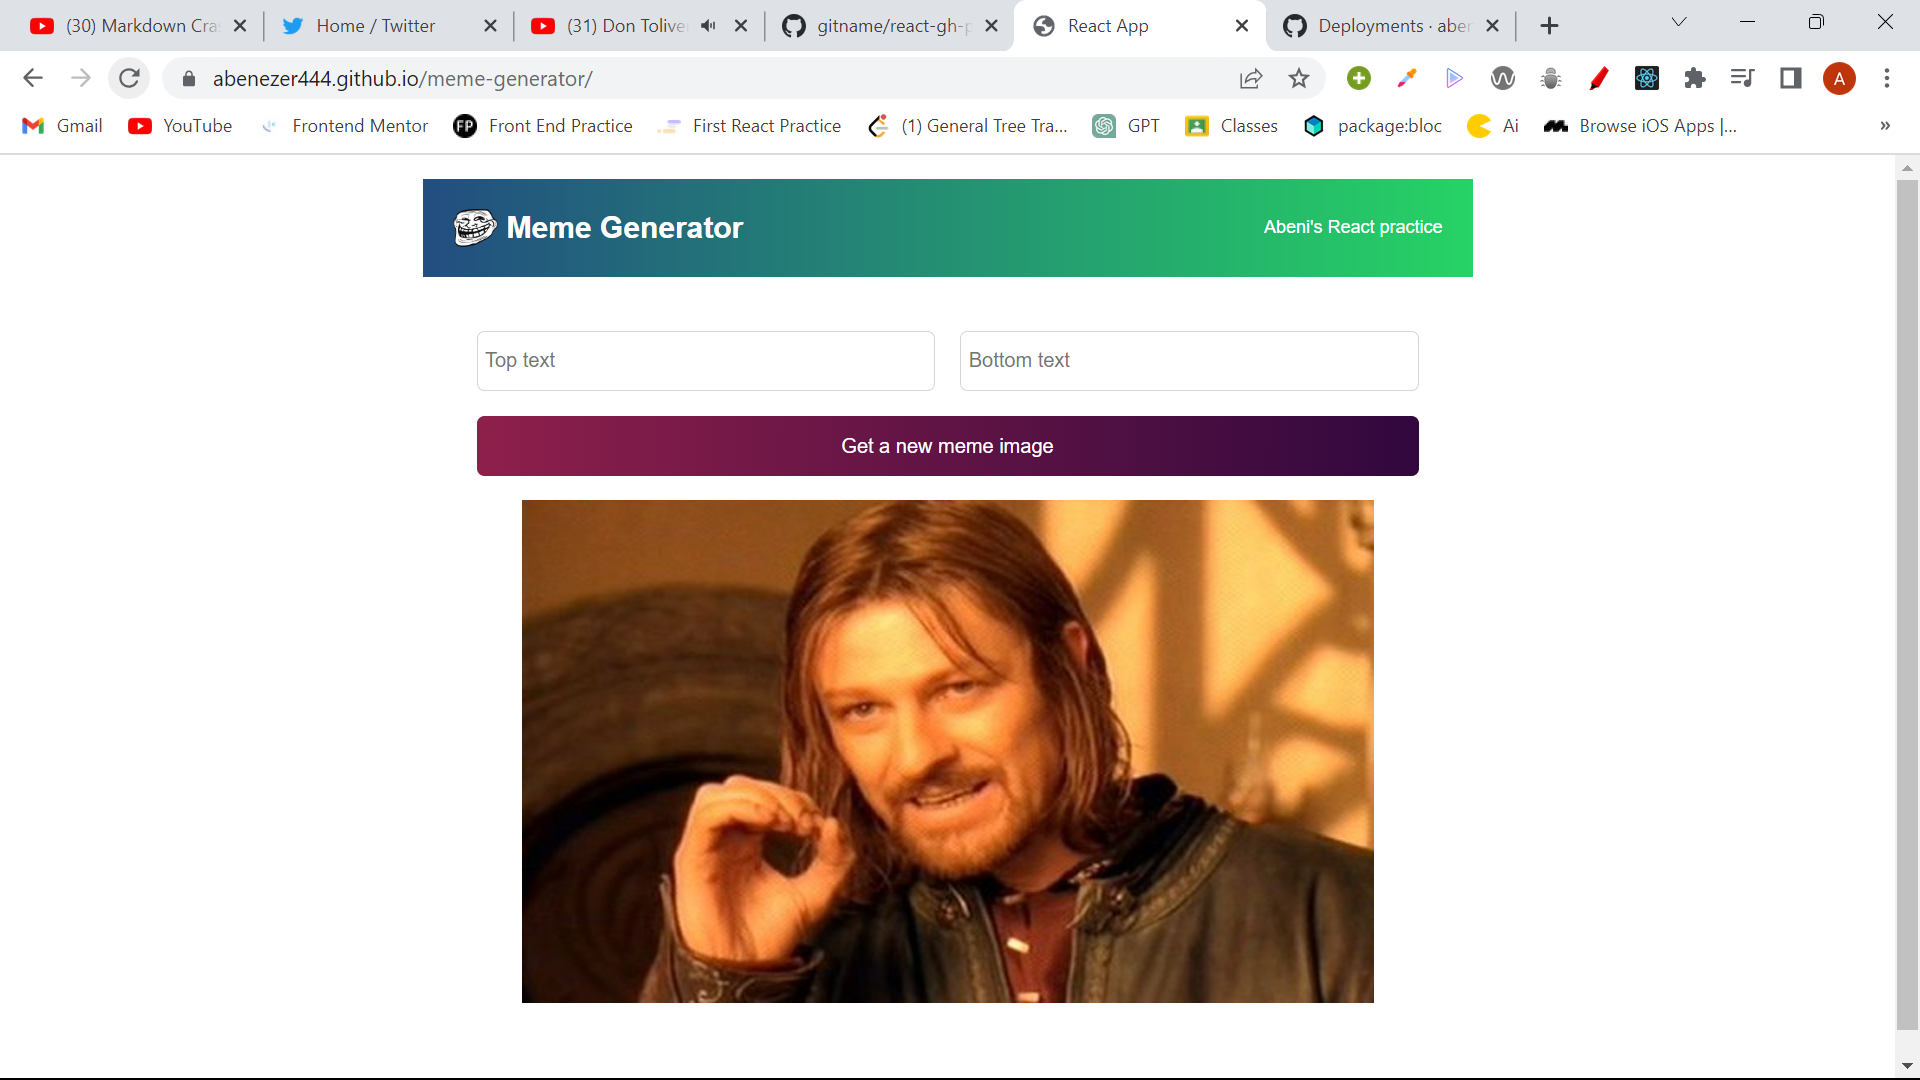 (30) Markdown Cra
Home / Twitter
(31) Don Tolive
gitname/react-gh-p
React App
Deployments · aber
abenezer444.github.io/meme-generator/
A
Gmail
YouTube
Frontend Mentor
FP
Front End Practice
First React Practice
(1) General Tree Tra...
GPT
Classes
package:bloc
Ai
Browse iOS Apps |...
»
Meme Generator
Abeni's React practice
Top text
Bottom text
Get a new meme image